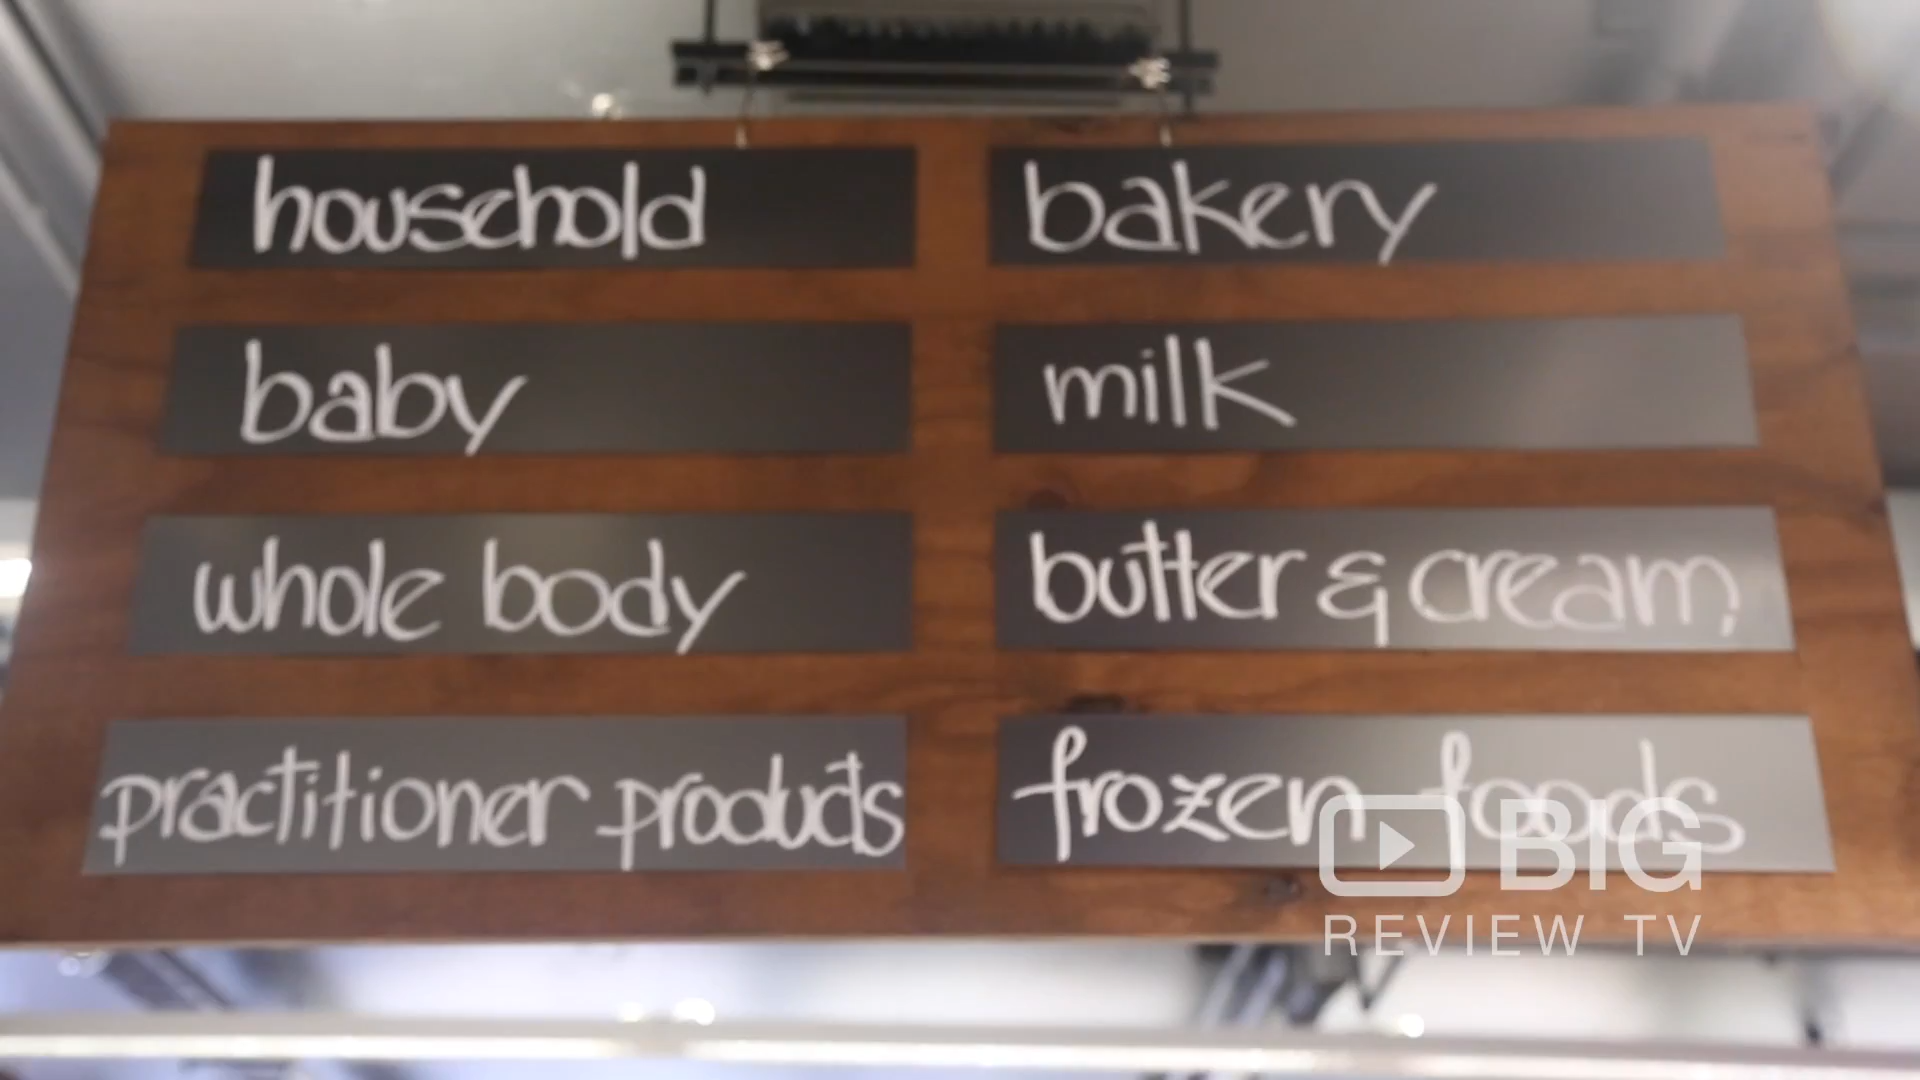 household
baby
whole body
practitioner products
bakery
milk
butter & cream,
frozen foods
BIG
REVIEW TV